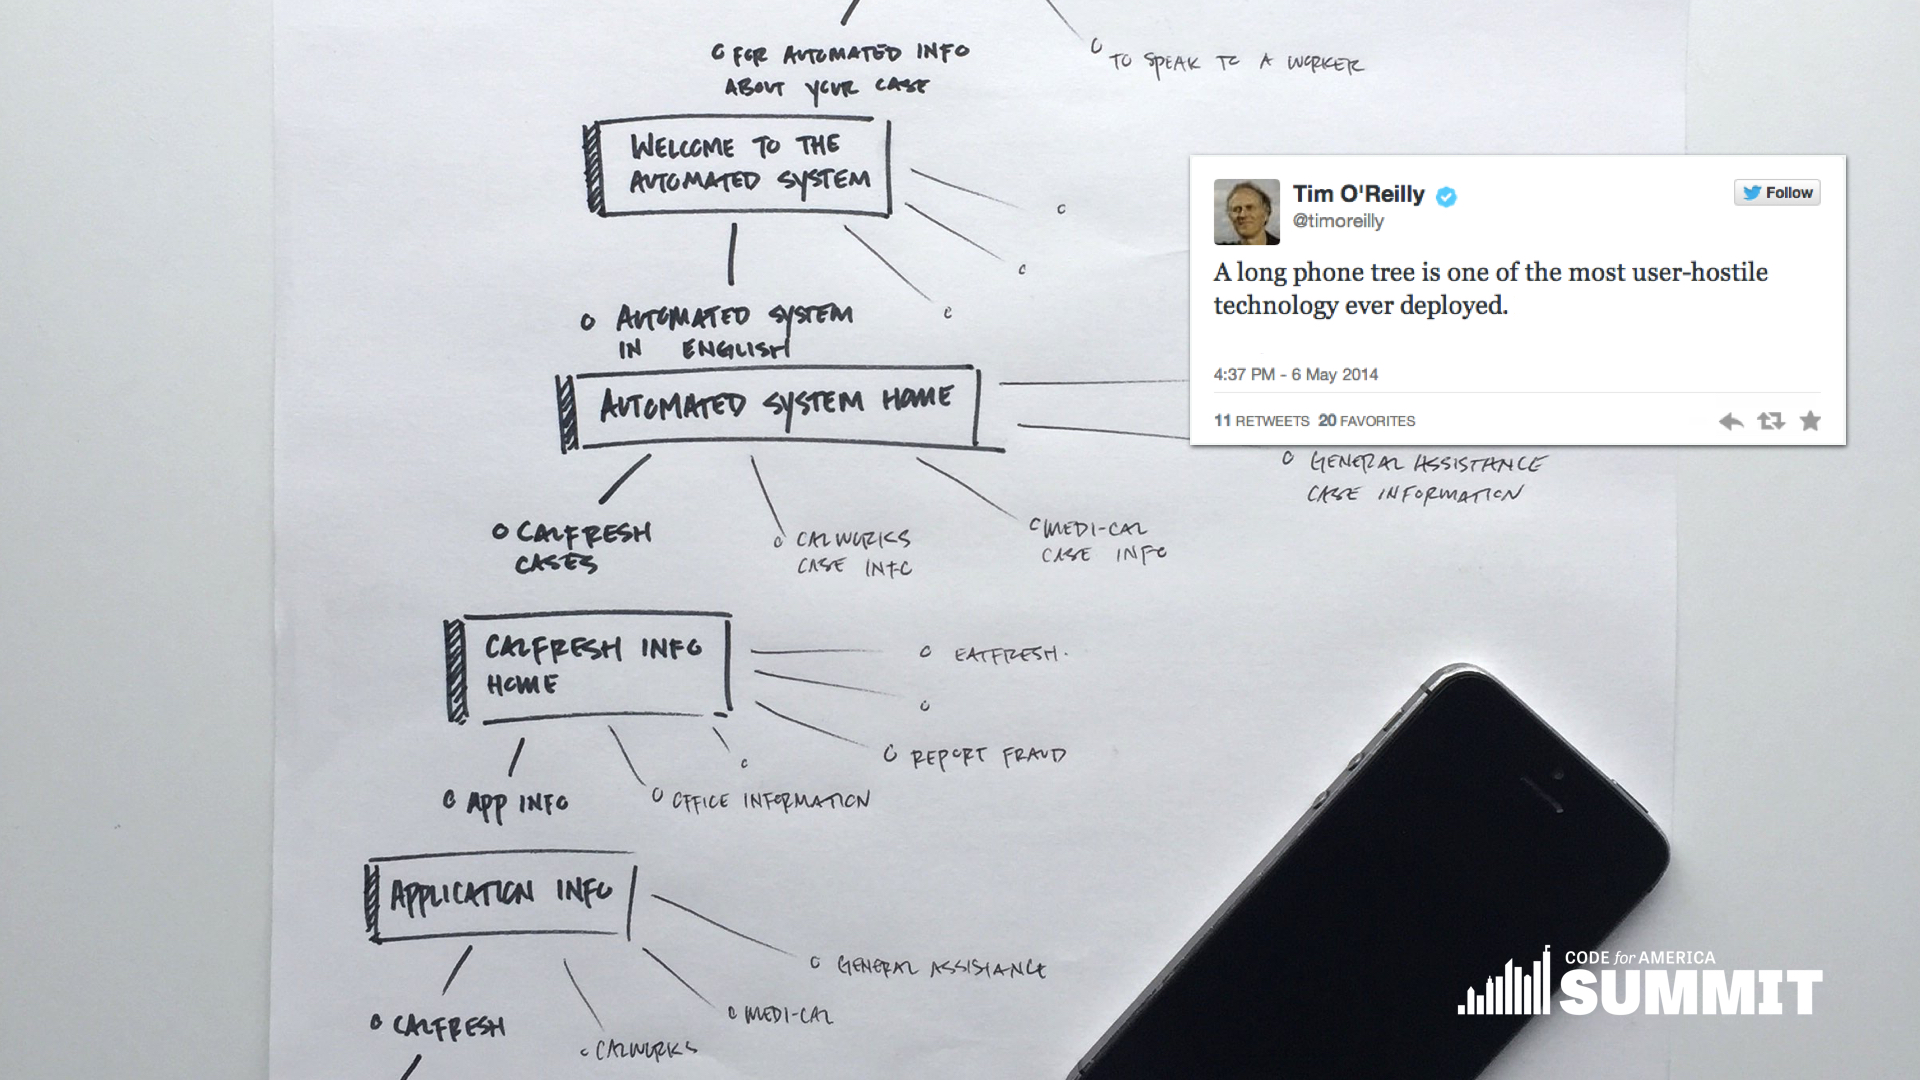 FOR AUTOMATED INFO
ABOUT YOUR CASE
TO SPEAK TO A WORKER
WELCOME TO THE
AUTOMATED SYSTEM
AUTOMATED SYSTEM
IN ENGLISH
AUTOMATED SYSTEM HOME
Tim O'Reilly
@timoreilly
Follow
A long phone tree is one of the most user-hostile
technology ever deployed.
4:37 PM - 6 May 2014
11 RETWEETS 20 FAVORITES
GENERAL ASSISTANCE
CASE INFORMATION
CALFRESH
CASES
CALWORKS
CASE INFO
MEDI-CAL
CASE INFO
CALFRESH INFO
HOME
EATFRESH.
REPORT FRAUD
APP INFO
OFFICE INFORMATION
APPLICATION INFO
GENERAL ASSISTANCE
MEDI-CAL
CALFRESH
CALWORKS
CODE for AMERICA
SUMMIT